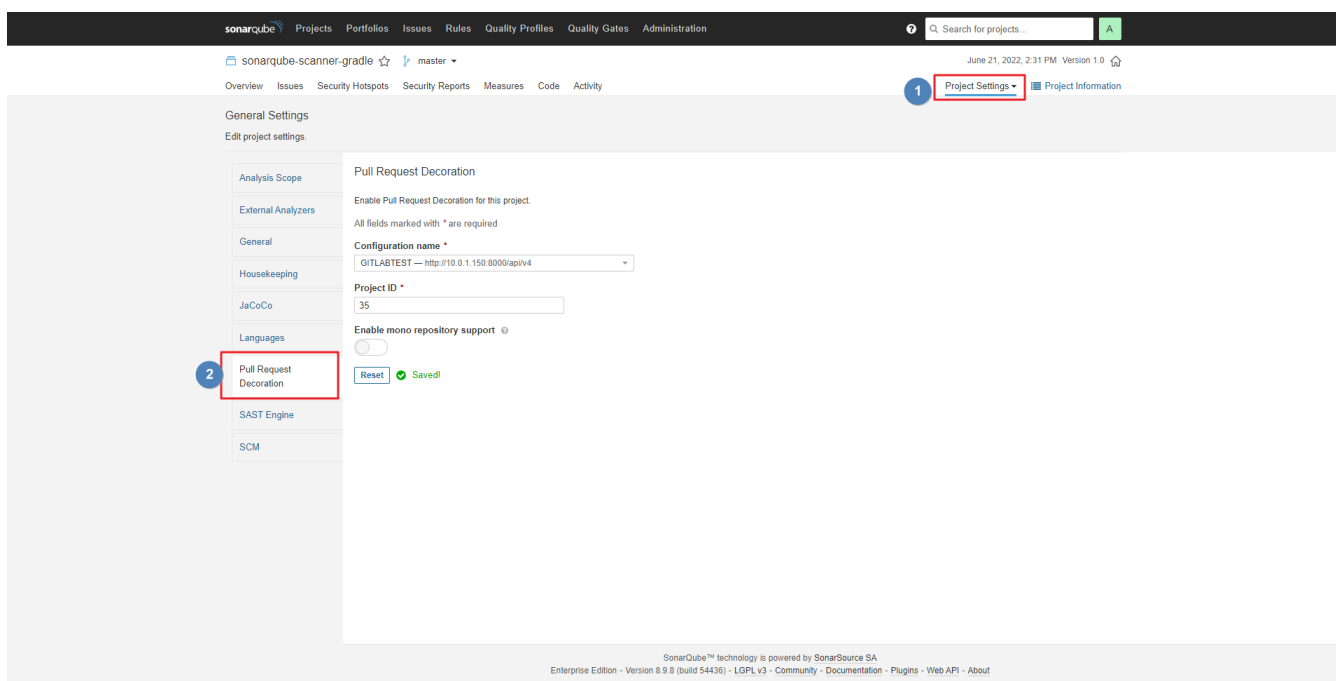 sonarqube Projects Portfolios Issues Rules Quality Profiles Quality Gates Administration ? Search for projects... A
sonarqube-scanner-gradle master June 21, 2022, 2:31 PM Version 1.0
Overview Issues Security Hotspots Security Reports Measures Code Activity 1 Project Settings Project Information
General Settings
Edit project settings.
Analysis Scope
External Analyzers
General
Housekeeping
JaCoCo
Languages
2 Pull Request
Decoration
SAST Engine
SCM
Pull Request Decoration
Enable Pull Request Decoration for this project.
All fields marked with * are required
Configuration name *
GITLABTEST — http://10.0.1.150:8000/api/v4
Project ID *
35
Enable mono repository support ?
Reset Saved!
SonarQube™ technology is powered by SonarSource SA
Enterprise Edition - Version 8.9.8 (build 54436) - LGPL v3 - Community - Documentation - Plugins - Web API - About